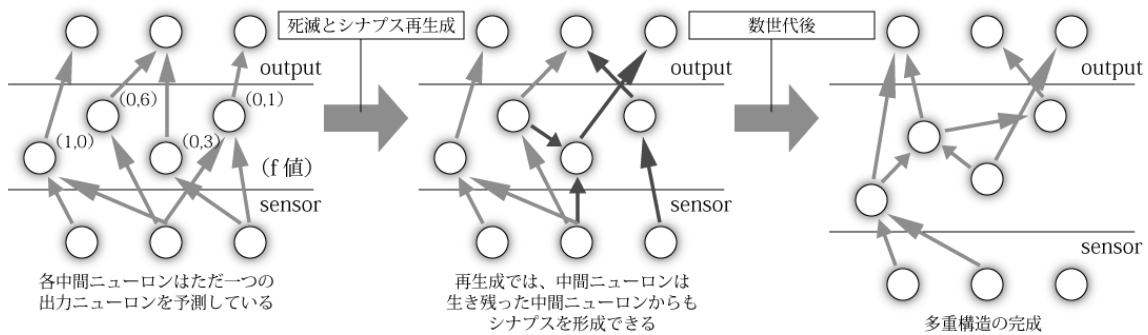 死滅とシナプス再生成
数世代後
output
(0,6)
(0,1)
(1,0)
(0,3)
(f 値)
sensor
各中間ニューロンはただ一つの
出力ニューロンを予測している
output
sensor
再生成では、中間ニューロンは
生き残った中間ニューロンからも
シナプスを形成できる
output
sensor
多重構造の完成